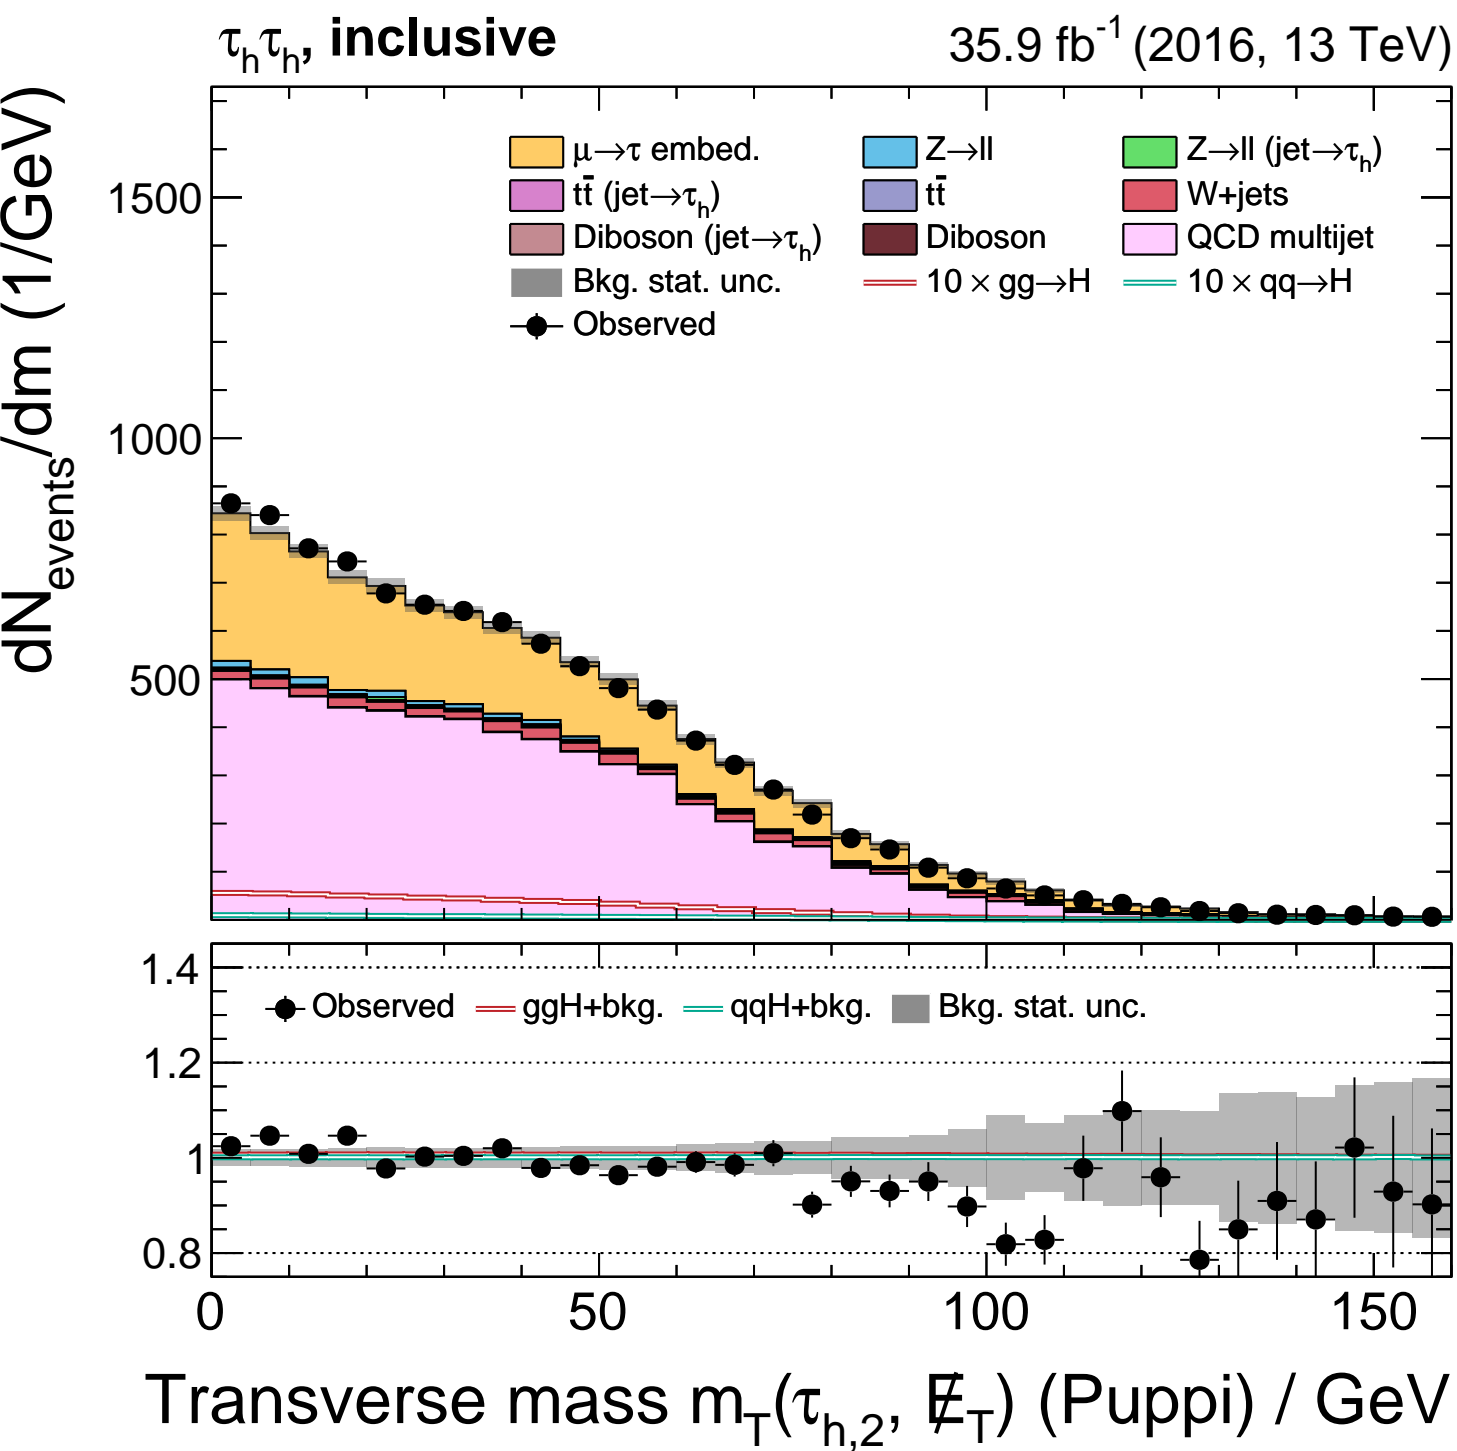 τhτh, inclusive
35.9 fb-1 (2016, 13 TeV)
dNevents/dm (1/GeV)
1500
1000
500
μ→τ embed.
Z→ll
Z→ll (jet→τh)
tt̄ (jet→τh)
tt̄
W+jets
Diboson (jet→τh)
Diboson
QCD multijet
Bkg. stat. unc.
10 × gg→H
10 × qq→H
Observed
1.4
1.2
1
0.8
Observed
ggH+bkg.
qqH+bkg.
Bkg. stat. unc.
0
50
100
150
Transverse mass mT(τh,2, E̸T) (Puppi) / GeV